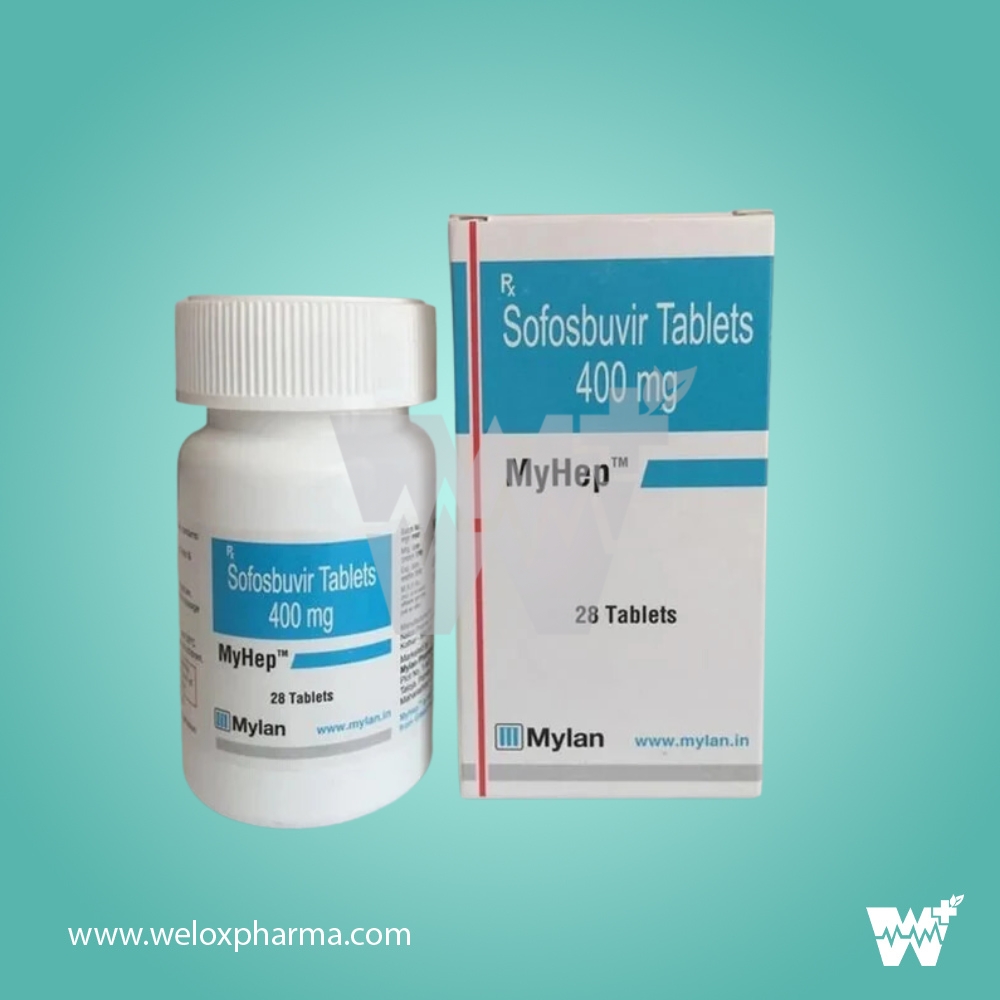 Rx
Sofosbuvir Tablets
400 mg
MyHep™
28 Tablets
Mylan
www.mylan.in
Rx
Sofosbuvir Tablets
400 mg
MyHep™
28 Tablets
Mylan
www.mylan.in
www.weloxpharma.com
W